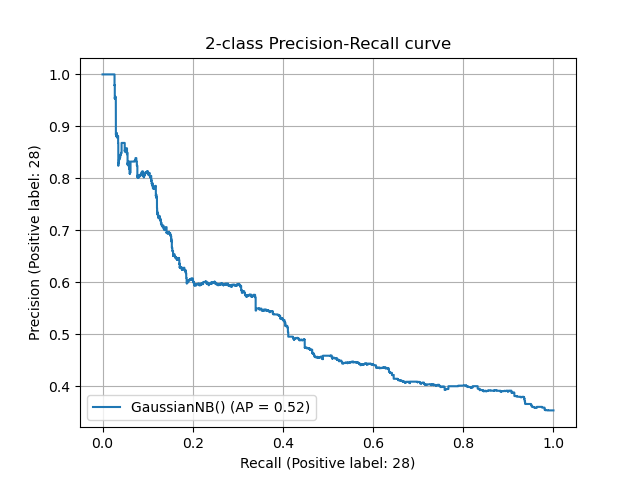 2-class Precision-Recall curve
1.0
0.9
0.8
0.7
0.6
0.5
0.4
Precision (Positive label: 28)
GaussianNB() (AP = 0.52)
0.0 0.2 0.4 0.6 0.8 1.0
Recall (Positive label: 28)